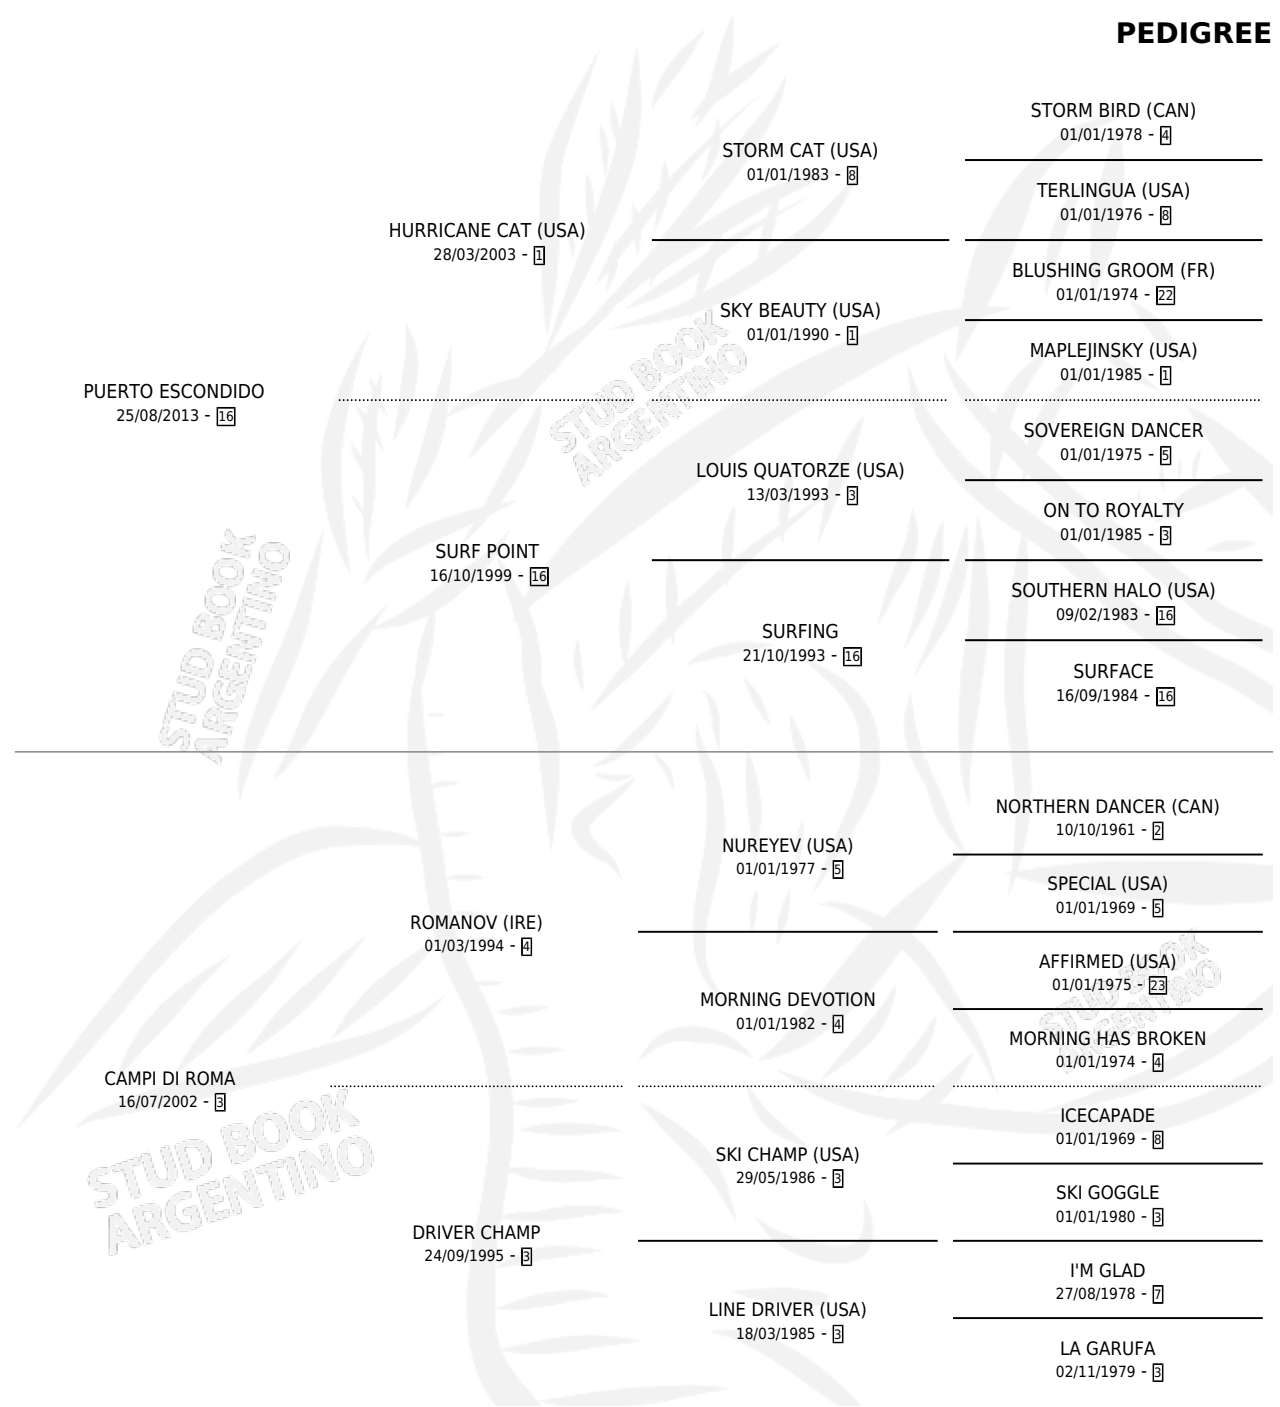 PEDIGREE
STORM BIRD (CAN)
01/01/1978 - 4
STORM CAT (USA)
01/01/1983 - 8
TERLINGUA (USA)
01/01/1976 - 8
HURRICANE CAT (USA)
28/03/2003 - 1
BLUSHING GROOM (FR)
01/01/1974 - 22
SKY BEAUTY (USA)
01/01/1990 - 1
MAPLEJINSKY (USA)
01/01/1985 - 1
PUERTO ESCONDIDO
25/08/2013 - 16
SOVEREIGN DANCER
01/01/1975 - 5
LOUIS QUATORZE (USA)
13/03/1993 - 3
ON TO ROYALTY
01/01/1985 - 3
SURF POINT
16/10/1999 - 16
SOUTHERN HALO (USA)
09/02/1983 - 16
SURFING
21/10/1993 - 16
SURFACE
16/09/1984 - 16
NORTHERN DANCER (CAN)
10/10/1961 - 2
NUREYEV (USA)
01/01/1977 - 5
SPECIAL (USA)
01/01/1969 - 5
ROMANOV (IRE)
01/03/1994 - 4
AFFIRMED (USA)
01/01/1975 - 23
MORNING DEVOTION
01/01/1982 - 4
MORNING HAS BROKEN
01/01/1974 - 4
CAMPI DI ROMA
16/07/2002 - 3
ICECAPADE
01/01/1969 - 8
SKI CHAMP (USA)
29/05/1986 - 3
SKI GOGGLE
01/01/1980 - 3
DRIVER CHAMP
24/09/1995 - 3
I'M GLAD
27/08/1978 - 7
LINE DRIVER (USA)
18/03/1985 - 3
LA GARUFA
02/11/1979 - 3
STUD BOOK
ARGENTINO
STUD BOOK
ARGENTINO
STUD BOOK
ARGENTINO
STUD BOOK
ARGENTINO